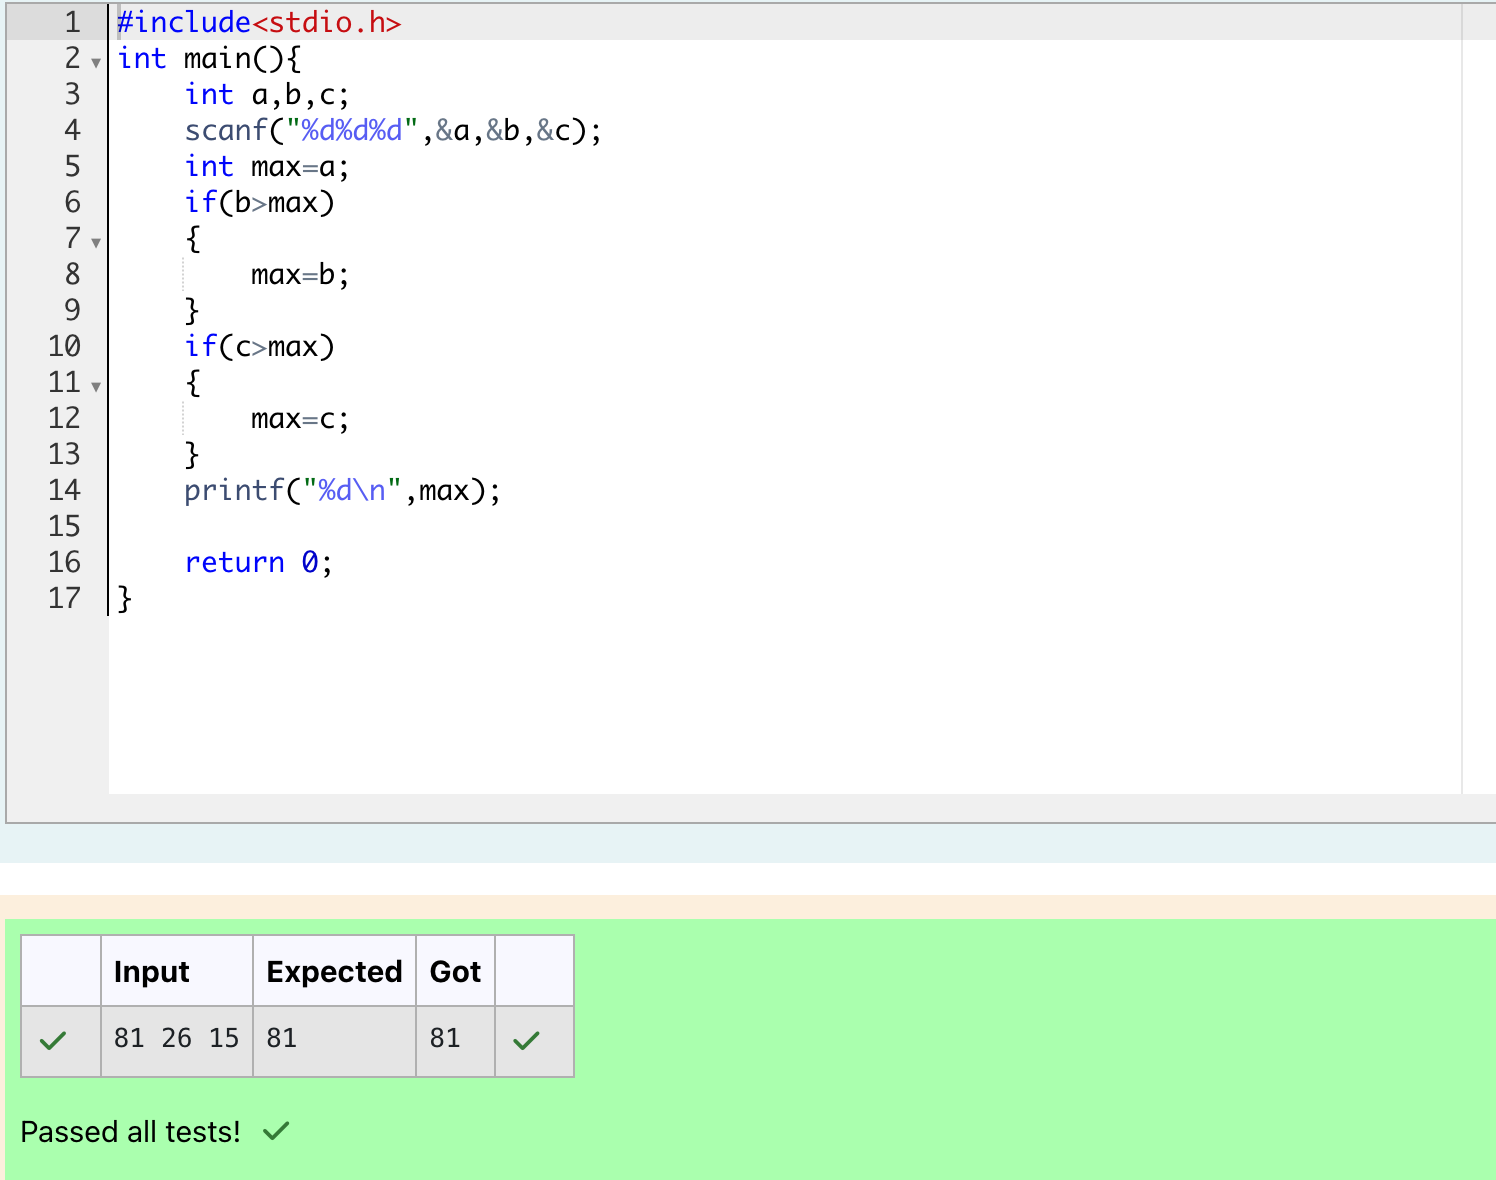 1 #include<stdio.h>
2 int main(){
3     int a,b,c;
4     scanf("%d%d%d",&a,&b,&c);
5     int max=a;
6     if(b>max)
7     {
8         max=b;
9     }
10     if(c>max)
11     {
12         max=c;
13     }
14     printf("%d\n",max);
15
16     return 0;
17 }
Input Expected Got
81 26 15 81 81
Passed all tests!